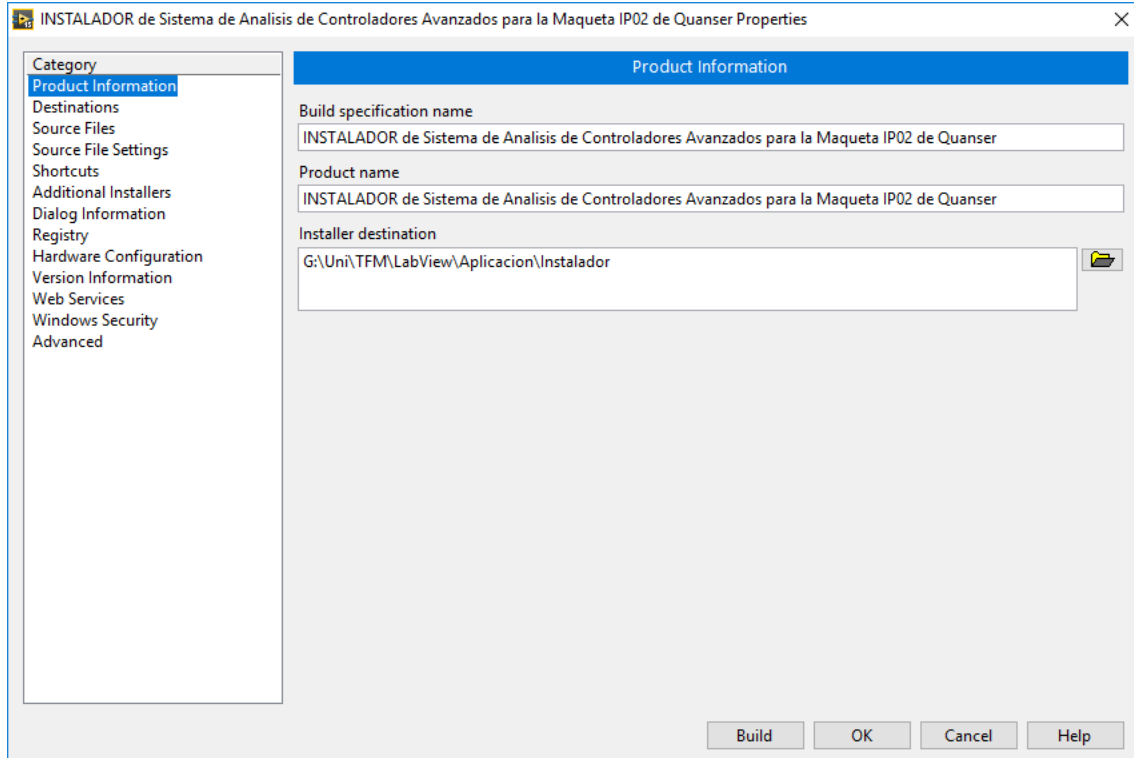 INSTALADOR de Sistema de Analisis de Controladores Avanzados para la Maqueta IP02 de Quanser Properties
Category
Product Information
Destinations
Source Files
Source File Settings
Shortcuts
Additional Installers
Dialog Information
Registry
Hardware Configuration
Version Information
Web Services
Windows Security
Advanced
Product Information
Build specification name
INSTALADOR de Sistema de Analisis de Controladores Avanzados para la Maqueta IP02 de Quanser
Product name
INSTALADOR de Sistema de Analisis de Controladores Avanzados para la Maqueta IP02 de Quanser
Installer destination
G:\Uni\TFM\LabView\Aplicacion\Instalador
Build
OK
Cancel
Help